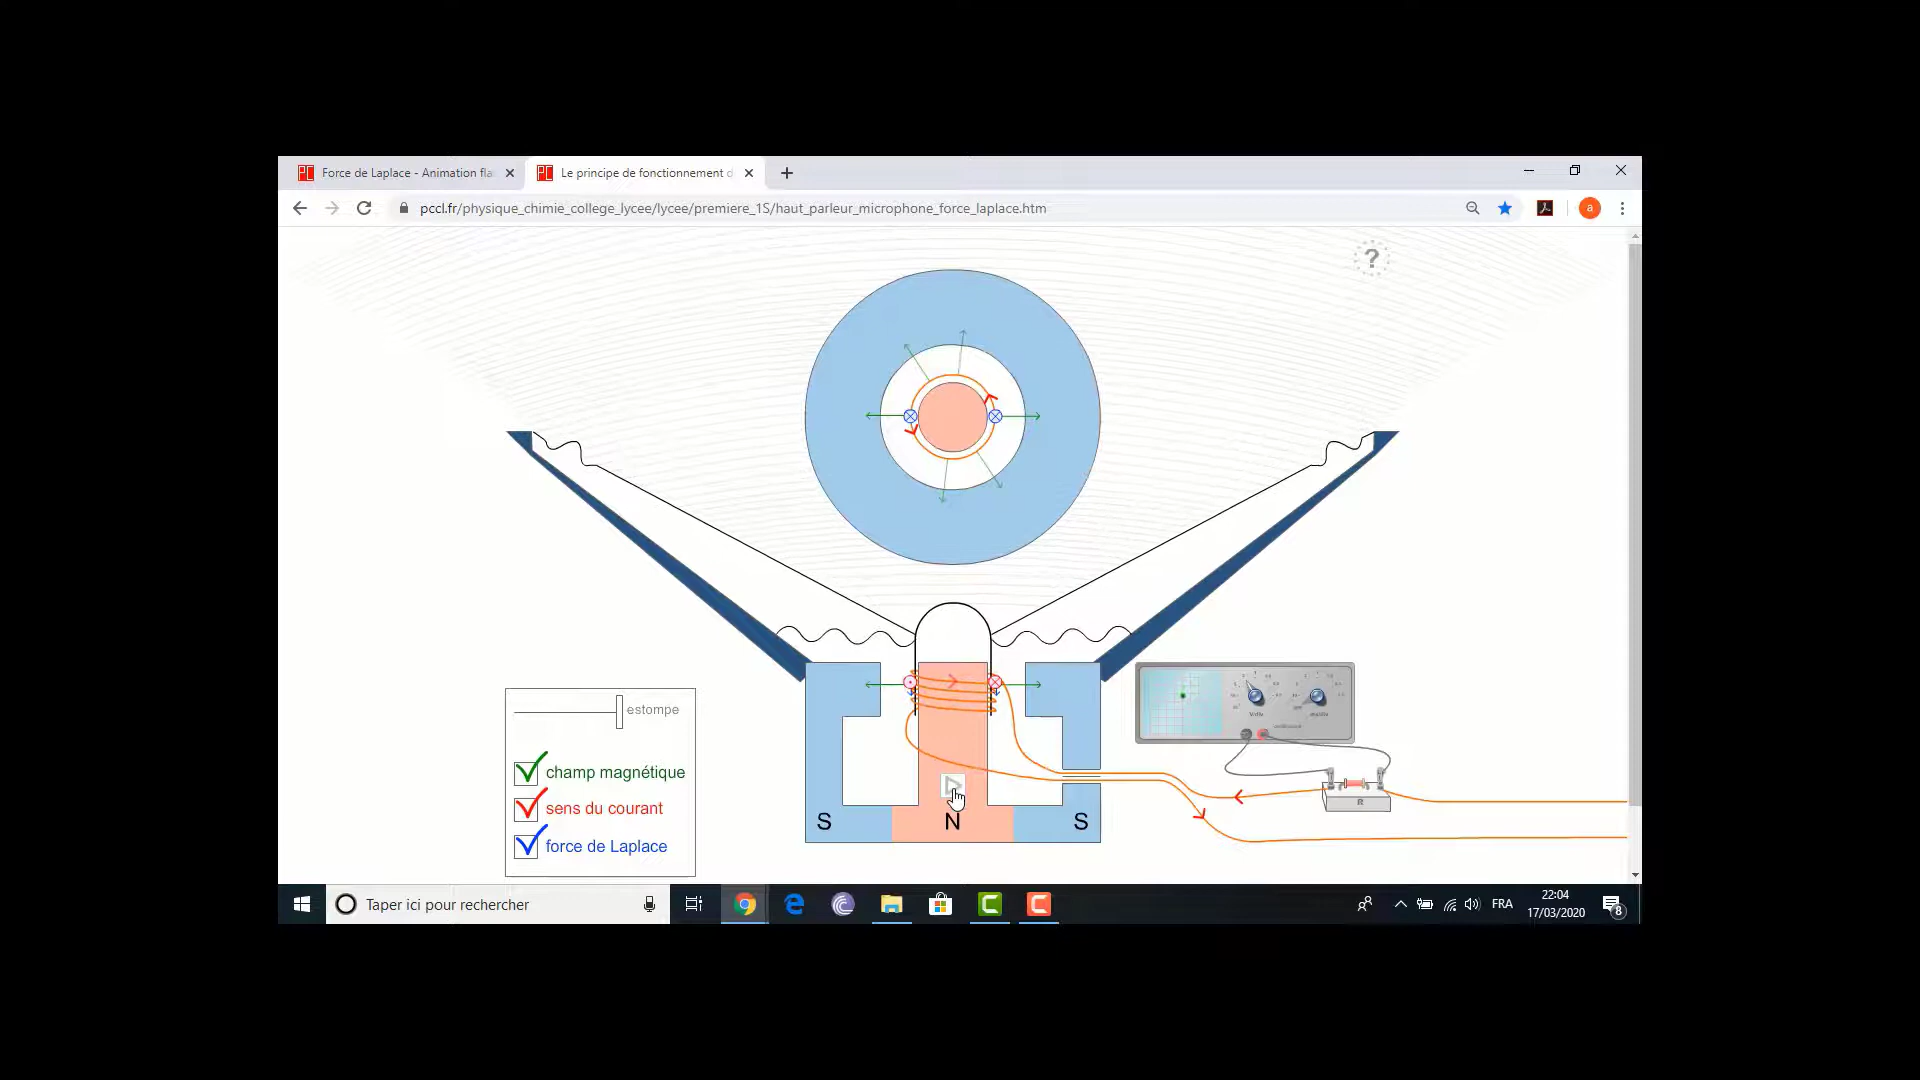 Force de Laplace - Animation fla
Le principe de fonctionnement d
pccl.fr/physique_chimie_college_lycee/lycee/premiere_1S/haut_parleur_microphone_force_laplace.htm
a
?
estompe
champ magnétique
sens du courant
force de Laplace
S
N
S
R
Taper ici pour rechercher
FRA
22:04
17/03/2020
8